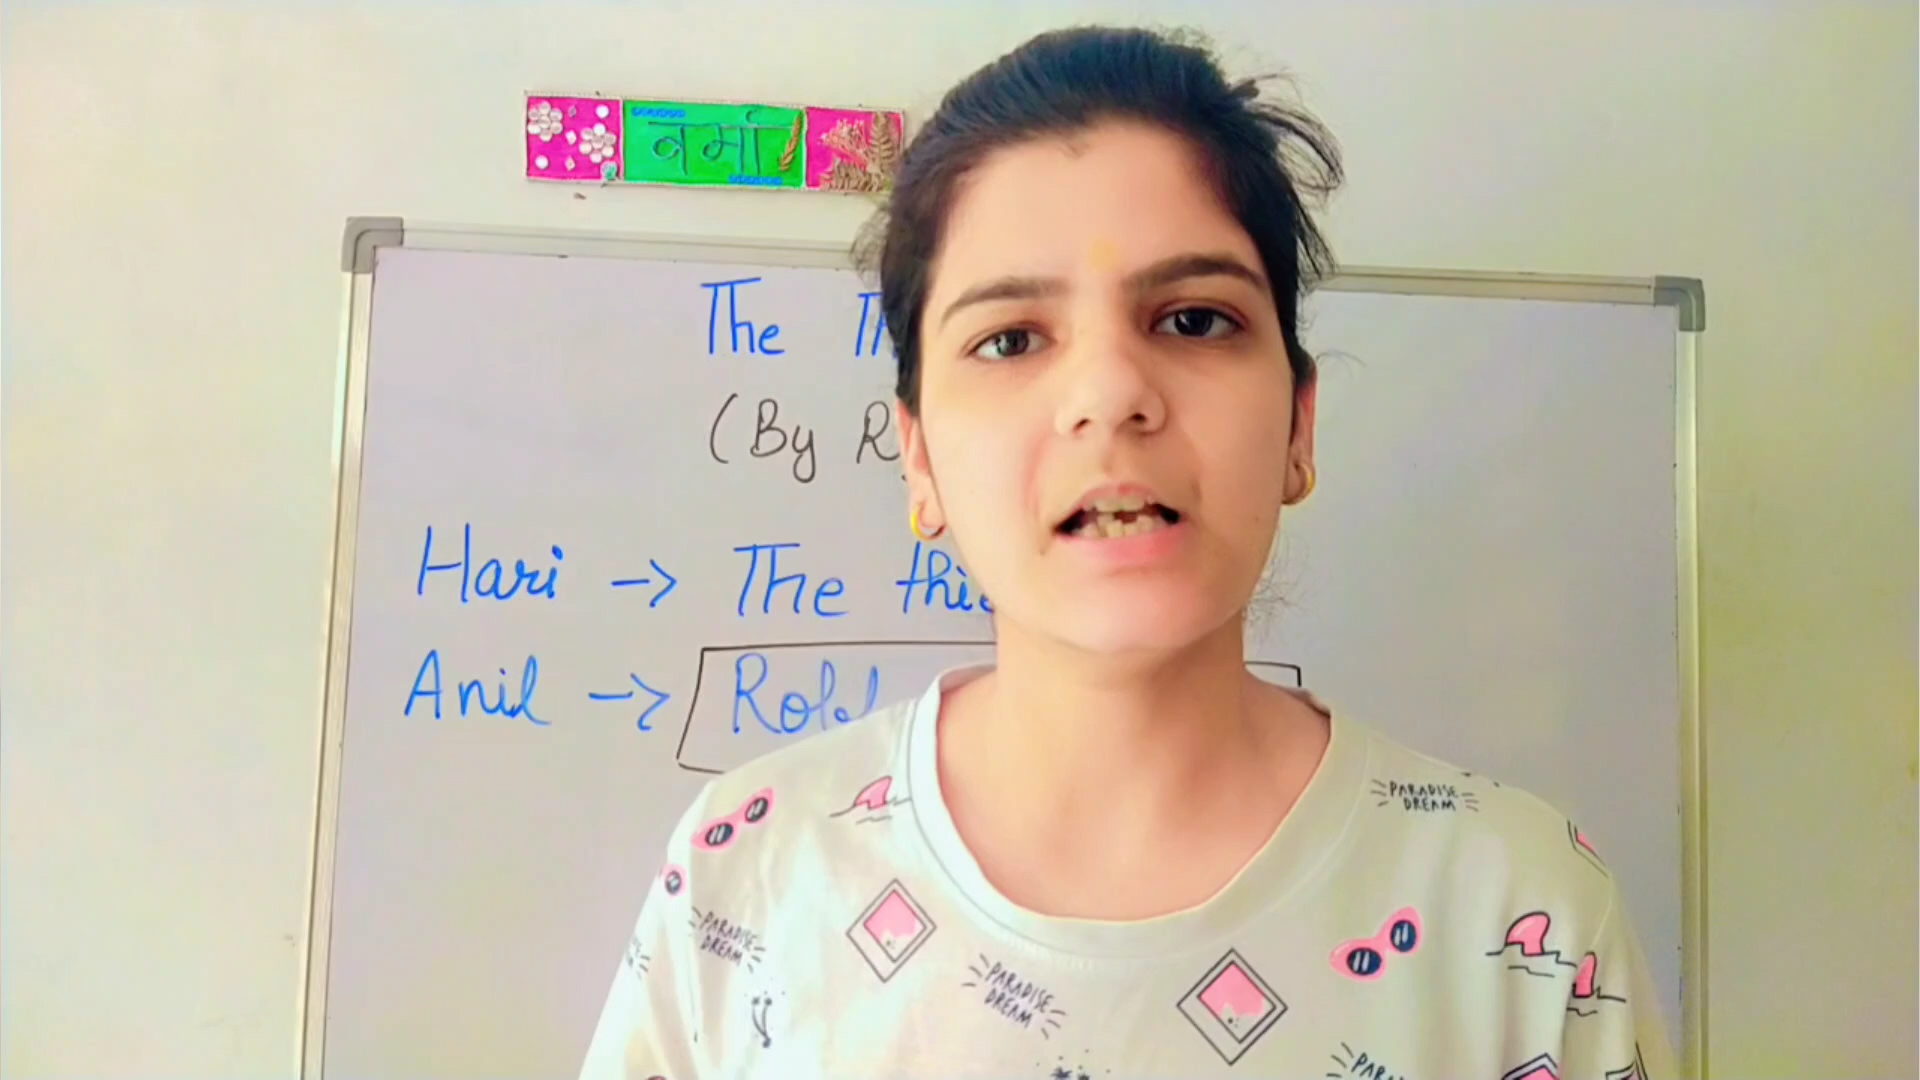 वर्मा
The
(By R
Hari → The
Anil →
PARADISE
DREAM
PARADISE
DREAM
PARADISE
DREAM